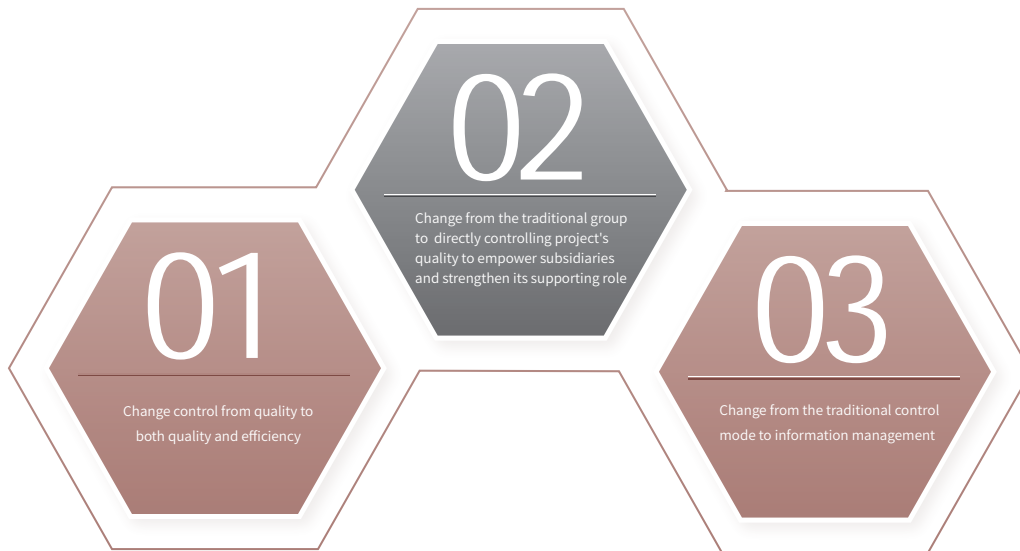 01
Change control from quality to
both quality and efficiency
02
Change from the traditional group
to directly controlling project's
quality to empower subsidiaries
and strengthen its supporting role
03
Change from the traditional control
mode to information management